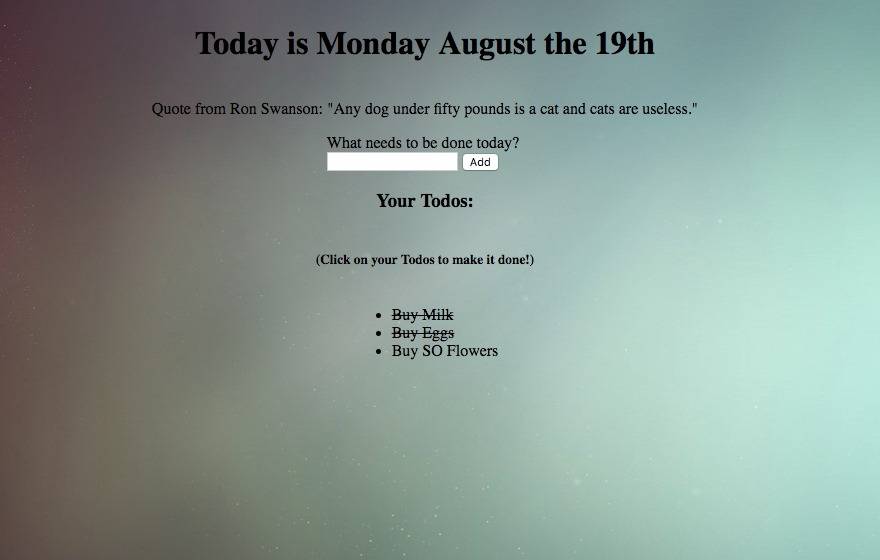 Today is Monday August the 19th
Quote from Ron Swanson: "Any dog under fifty pounds is a cat and cats are useless."
What needs to be done today?
Add
Your Todos:
(Click on your Todos to make it done!)
Buy Milk
Buy Eggs
Buy SO Flowers